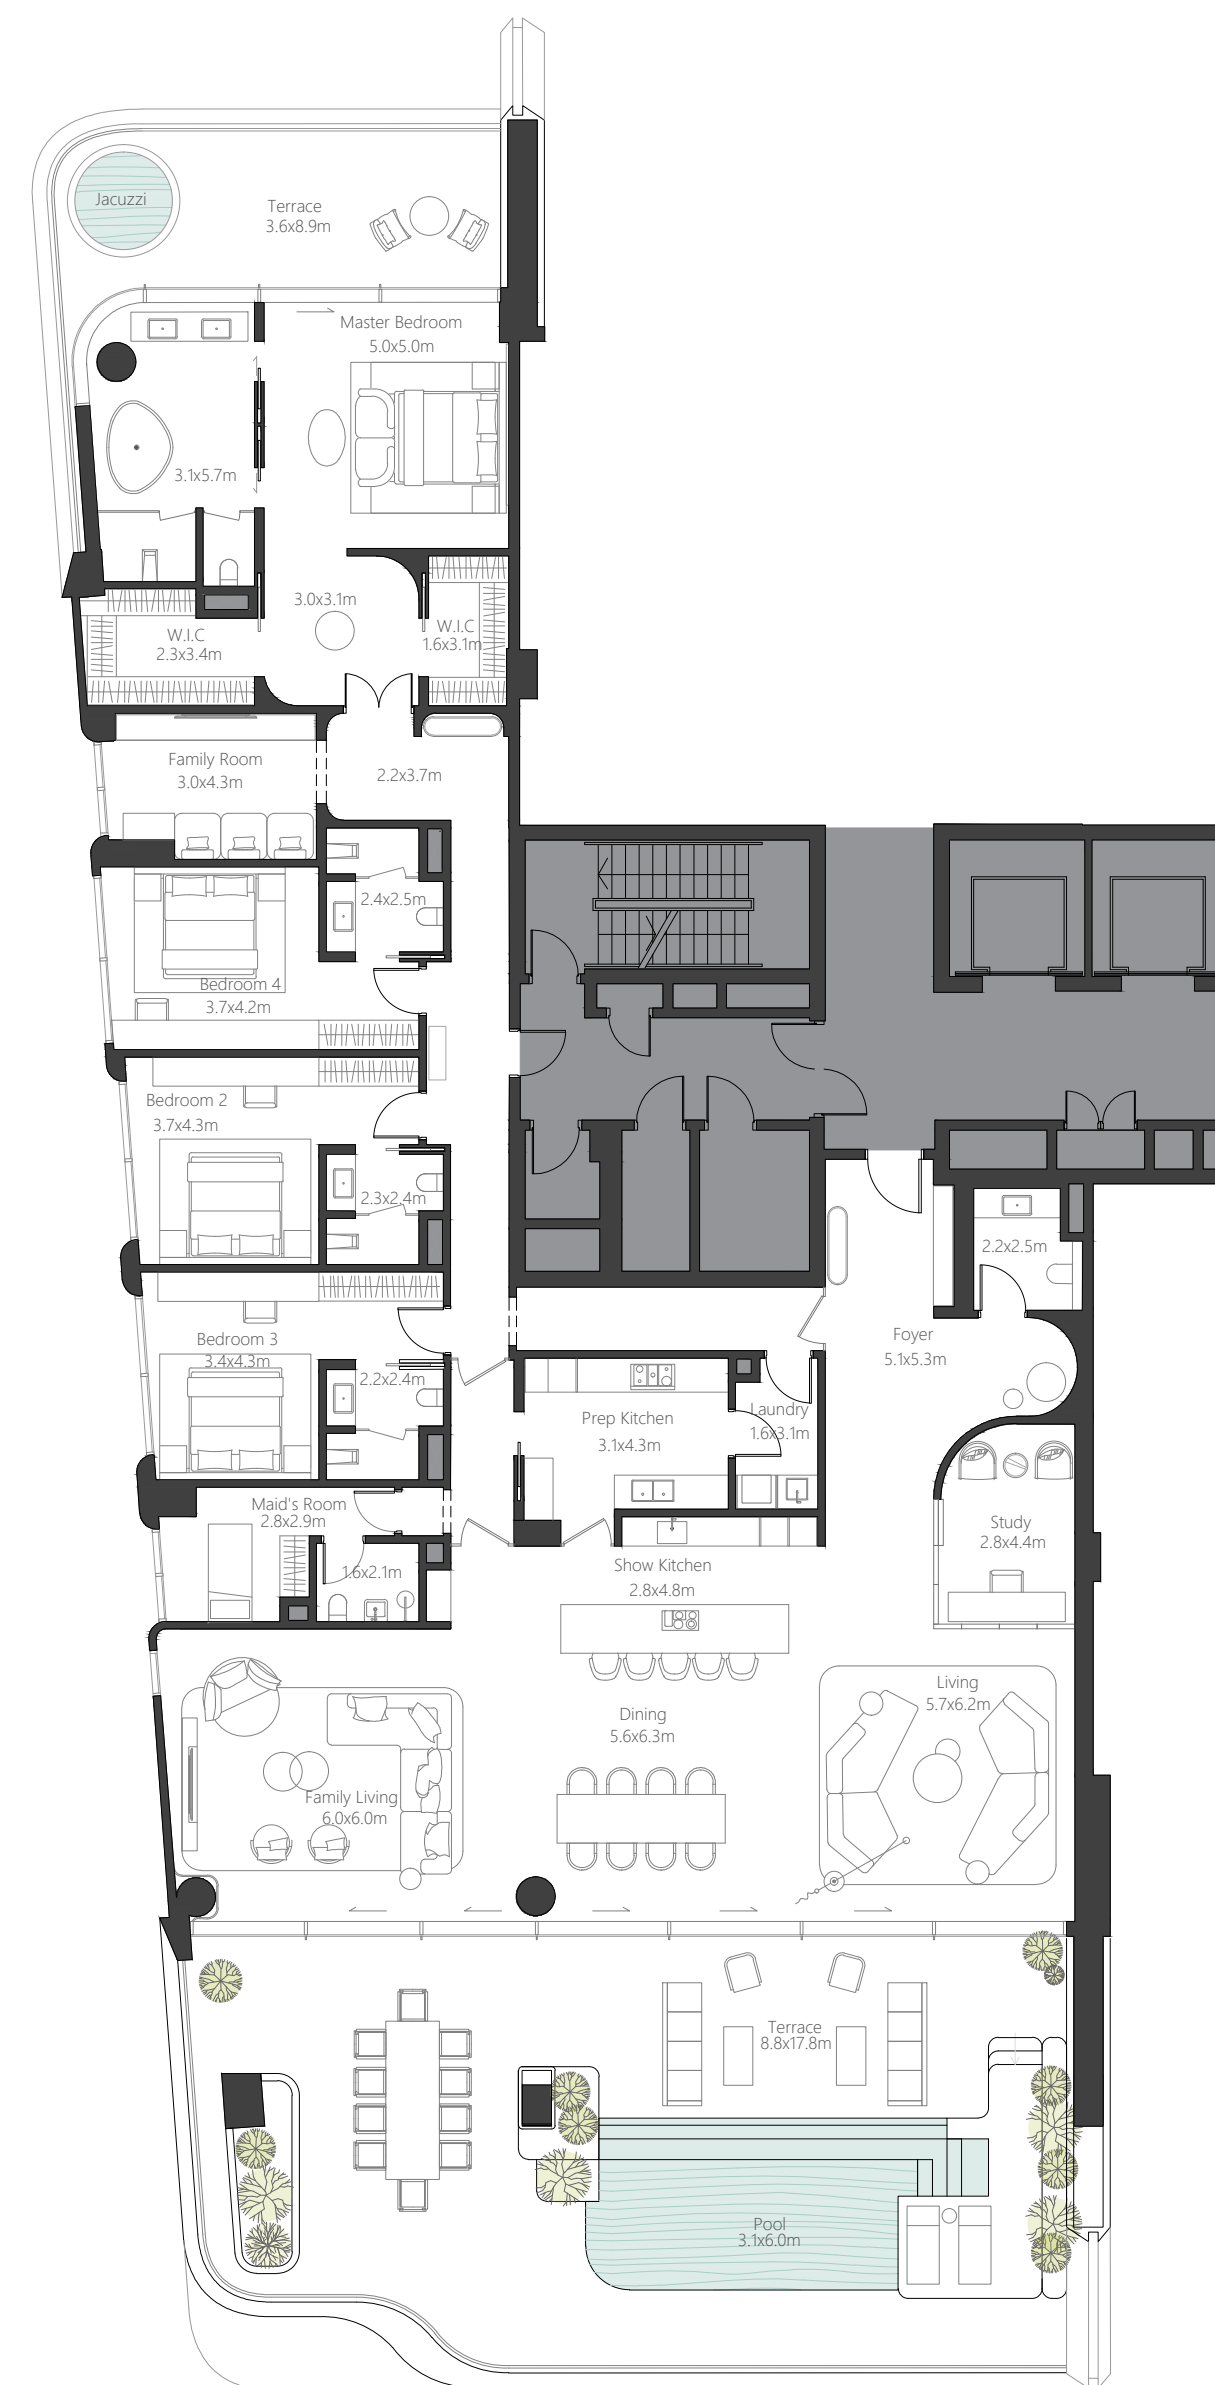 Jacuzzi
Terrace
3.6x8.9m
Master Bedroom
5.0x5.0m
3.1x5.7m
3.0x3.1m
W.I.C
2.3x3.4m
W.I.C
1.6x3.1m
Family Room
3.0x4.3m
2.2x3.7m
2.4x2.5m
Bedroom 4
3.7x4.2m
Bedroom 2
3.7x4.3m
2.3x2.4m
2.2x2.5m
Foyer
5.1x5.3m
Bedroom 3
3.4x4.3m
2.2x2.4m
Prep Kitchen
3.1x4.3m
Laundry
1.6x3.1m
Maid's Room
2.8x2.9m
1.6x2.1m
Study
2.8x4.4m
Show Kitchen
2.8x4.8m
Living
5.7x6.2m
Dining
5.6x6.3m
Family Living
6.0x6.0m
Terrace
8.8x17.8m
Pool
3.1x6.0m